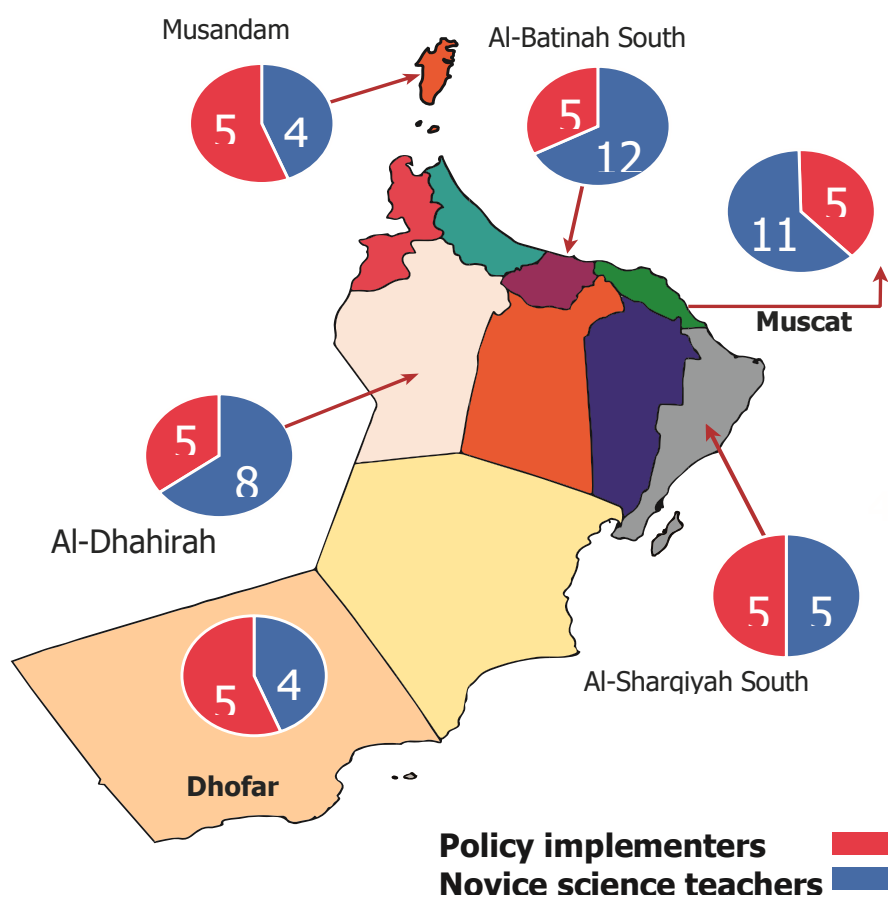 Musandam
Al-Batinah South
5
4
5
12
5
11
Muscat
5
8
Al-Dhahirah
5
5
Al-Sharqiyah South
5
4
Dhofar
Policy implementers
Novice science teachers